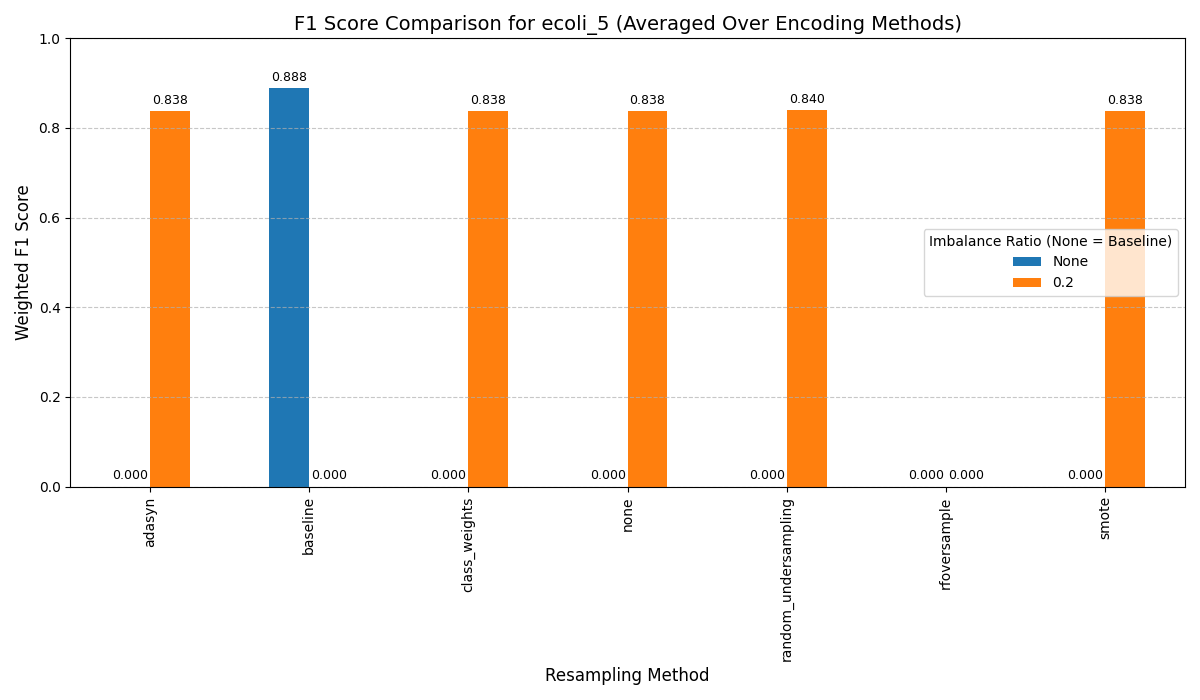 F1 Score Comparison for ecoli_5 (Averaged Over Encoding Methods)
Weighted F1 Score
1.0
0.8
0.6
0.4
0.2
0.0
0.000 0.838
0.888 0.000
0.000 0.838
0.000 0.838
0.000 0.840
0.000 0.000
0.000 0.838
Imbalance Ratio (None = Baseline)
None
0.2
adasyn
baseline
class_weights
none
random_undersampling
rfoversample
smote
Resampling Method